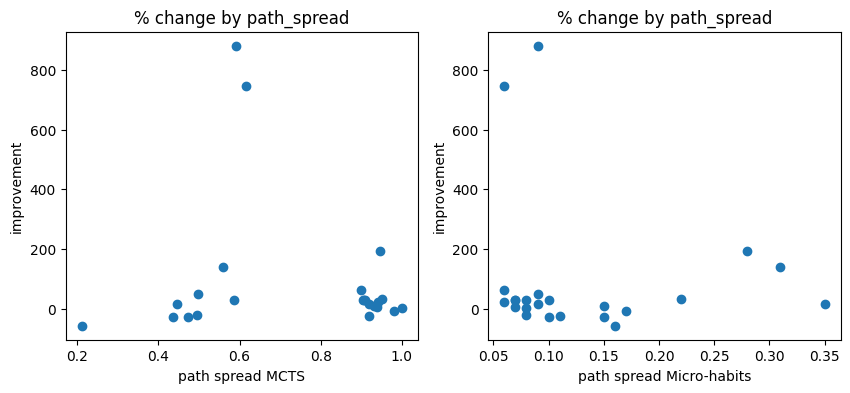 % change by path_spread
improvement
800
600
400
200
0
0.2 0.4 0.6 0.8 1.0
path spread MCTS
% change by path_spread
improvement
800
600
400
200
0
0.05 0.10 0.15 0.20 0.25 0.30 0.35
path spread Micro-habits